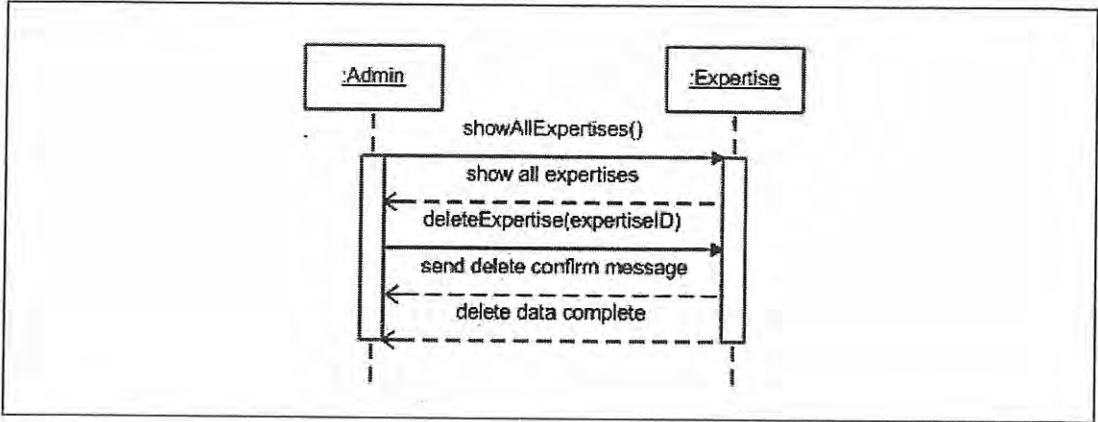 :Admin
:Expertise
showAllExpertises()
show all expertises
deleteExpertise(expertiseID)
send delete confirm message
delete data complete